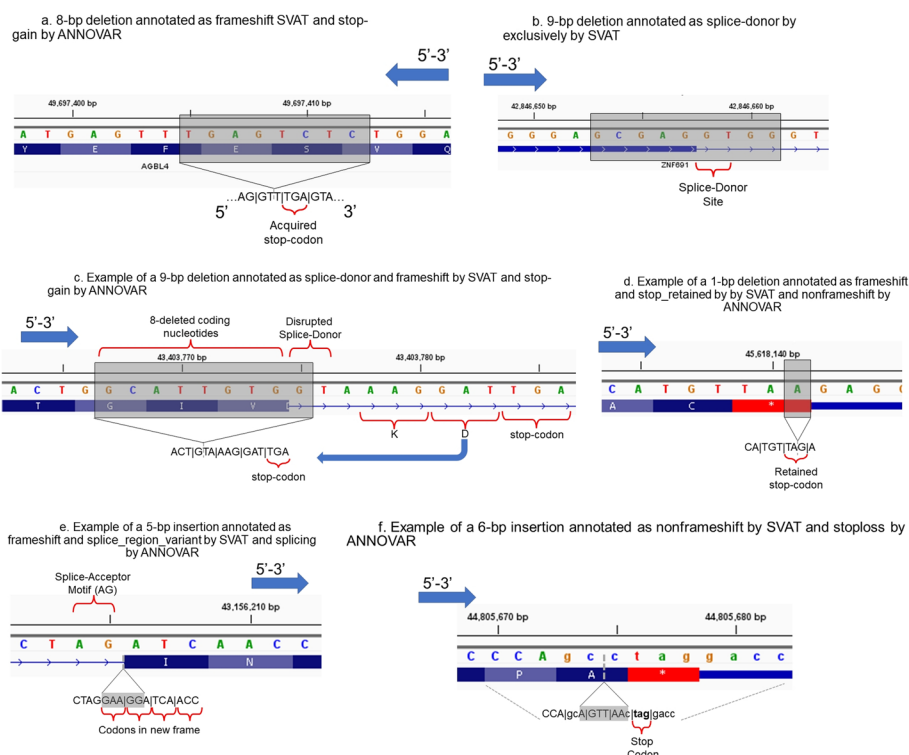 a. 8-bp deletion annotated as frameshift SVAT and stop-
gain by ANNOVAR
5'-3'
49,697,400 bp
49,697,410 bp
A T G A G T T T G A G T C T C T G G A
Y E F E S V Q
AGBL4
...AG|GTT|TGA|GTA...
5' 3'
Acquired
stop-codon
b. 9-bp deletion annotated as splice-donor by
exclusively by SVAT
5'-3'
42,846,650 bp
42,846,660 bp
G G G A G C G A G G T G G G T
ZNF691
Splice-Donor
Site
c. Example of a 9-bp deletion annotated as splice-donor and frameshift by SVAT and stop-
gain by ANNOVAR
5'-3'
8-deleted coding
nucleotides
Disrupted
Splice-Donor
43,403,770 bp
43,403,780 bp
A C T G G C A T T G T G G T A A A G G A T T G A
T G I V
K D stop-codon
ACT|GTA|AAG|GAT|TGA
stop-codon
d. Example of a 1-bp deletion annotated as frameshift
and stop_retained by by SVAT and nonframeshift by
ANNOVAR
5'-3'
45,618,140 bp
C A T G T T A A G A G
A C *
CA|TGT|TAG|A
Retained
stop-codon
e. Example of a 5-bp insertion annotated as
frameshift and splice_region_variant by SVAT and splicing
by ANNOVAR
5'-3'
Splice-Acceptor
Motif (AG)
43,156,210 bp
C T A G A T C A A C C
I N
CTAGGAA|GGA|TCA|ACC
Codons in new frame
f. Example of a 6-bp insertion annotated as nonframeshift by SVAT and stoploss by
ANNOVAR
5'-3'
44,805,670 bp
44,805,680 bp
C C C A g c c t a g g a c c
P A *
CCA|gcA|GTT|AAc|tag|gacc
Stop
Codon